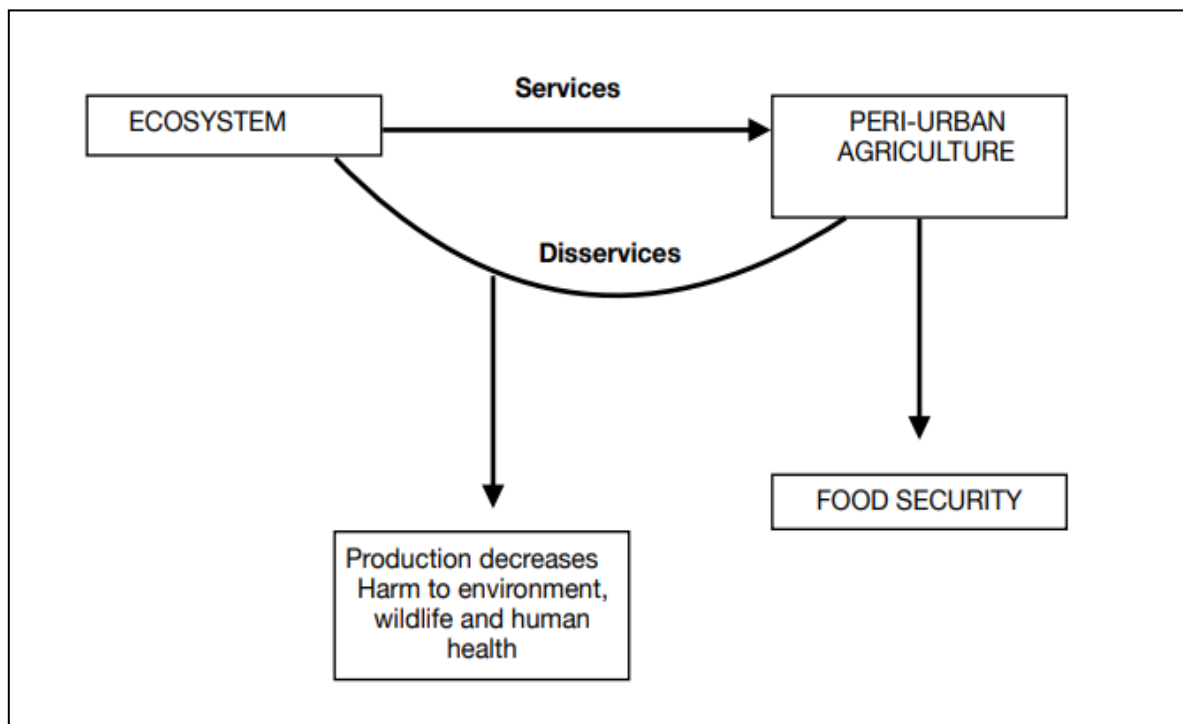 Services
ECOSYSTEM
PERI-URBAN
AGRICULTURE
Disservices
FOOD SECURITY
Production decreases
Harm to environment,
wildlife and human
health